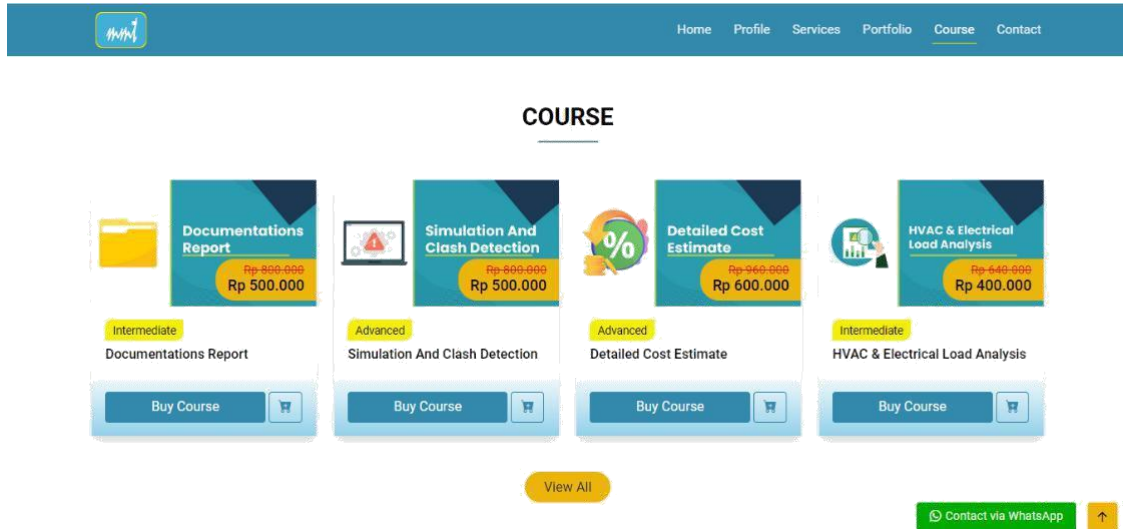 mmi
Home Profile Services Portfolio Course Contact
COURSE
Documentations
Report
Rp 800.000
Rp 500.000
Intermediate
Documentations Report
Buy Course
Simulation And
Clash Detection
Rp 800.000
Rp 500.000
Advanced
Simulation And Clash Detection
Buy Course
%
Detailed Cost
Estimate
Rp 960.000
Rp 600.000
Advanced
Detailed Cost Estimate
Buy Course
HVAC & Electrical
Load Analysis
Rp 640.000
Rp 400.000
Intermediate
HVAC & Electrical Load Analysis
Buy Course
View All
Contact via WhatsApp